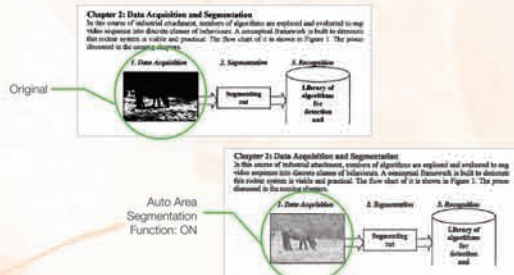 Chapter 2: Data Acquisition and Segmentation
In this course of industrial attachment, numbers of algorithms are explored and evaluated to seg
video sequence into discrete classes of behaviours. A conceptual framework is built to demonstr
this rodent system is viable and practical. The flow chart of it is shown in Figure 1. The proce
discussed in the coming chapters.
1. Data Acquisition
2. Segmentation
3. Recognition
Original
Segmenting
out
Library of
algorithms
for
detection
and
Chapter 2: Data Acquisition and Segmentation
In this course of industrial attachment, numbers of algorithms are explored and evaluated to seg
video sequence into discrete classes of behaviours. A conceptual framework is built to demonstr
this rodent system is viable and practical. The flow chart of it is shown in Figure 1. The proce
discussed in the coming chapters.
1. Data Acquisition
2. Segmentation
3. Recognition
Auto Area
Segmentation
Function: ON
Segmenting
out
Library of
algorithms
for
detection
and